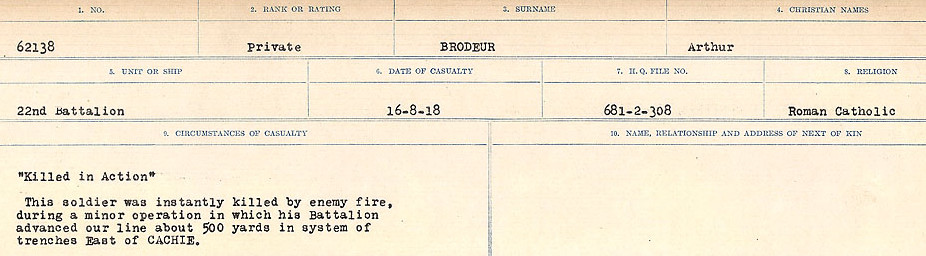 1. NO. 2. RANK OR RATING 3. SURNAME 4. CHRISTIAN NAMES
62138 Private BRODEUR Arthur
5. UNIT OR SHIP 6. DATE OF CASUALTY 7. H. Q. FILE NO. 8. RELIGION
22nd Battalion 16-8-18 681-2-308 Roman Catholic
9. CIRCUMSTANCES OF CASUALTY 10. NAME, RELATIONSHIP AND ADDRESS OF NEXT OF KIN
"Killed in Action"
This soldier was instantly killed by enemy fire,
during a minor operation in which his Battalion
advanced our line about 500 yards in system of
trenches East of CACHIE.